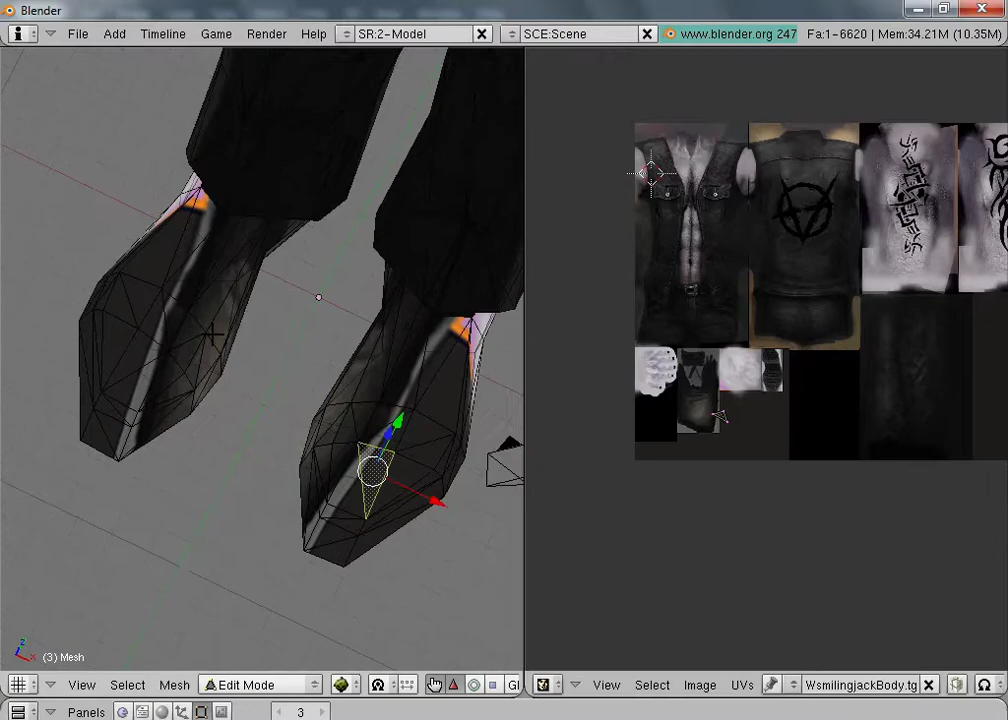 Blender
File Add Timeline Game Render Help SR:2-Model SCE:Scene www.blender.org 247 Fa:1-6620 | Mem:34.21M (10.35M)
(3) Mesh
View Select Mesh Edit Mode Gl View Select Image UVs WsmilingjackBody.tg
Panels 3